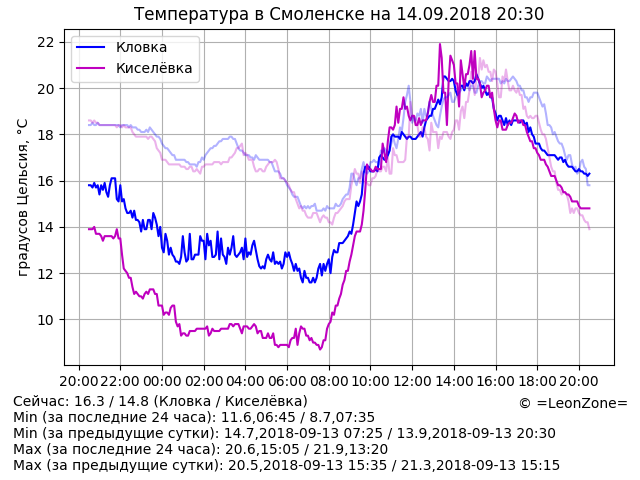 Температура в Смоленске на 14.09.2018 20:30
Кловка
Киселёвка
градусов Цельсия, °C
22
20
18
16
14
12
10
20:00 22:00 00:00 02:00 04:00 06:00 08:00 10:00 12:00 14:00 16:00 18:00 20:00
Сейчас: 16.3 / 14.8 (Кловка / Киселёвка)
© =LeonZone=
Min (за последние 24 часа): 11.6,06:45 / 8.7,07:35
Min (за предыдущие сутки): 14.7,2018-09-13 07:25 / 13.9,2018-09-13 20:30
Max (за последние 24 часа): 20.6,15:05 / 21.9,13:20
Max (за предыдущие сутки): 20.5,2018-09-13 15:35 / 21.3,2018-09-13 15:15